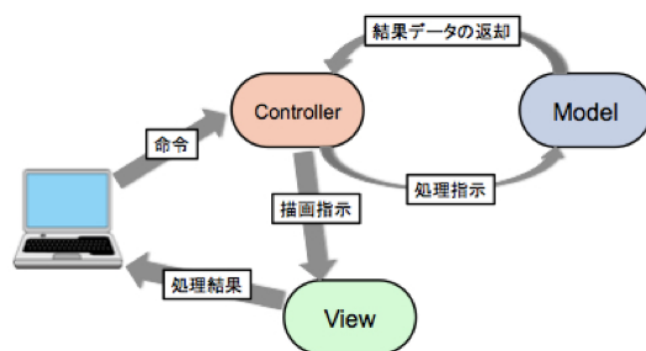 結果データの返却
Controller
Model
命令
処理指示
描画指示
処理結果
View